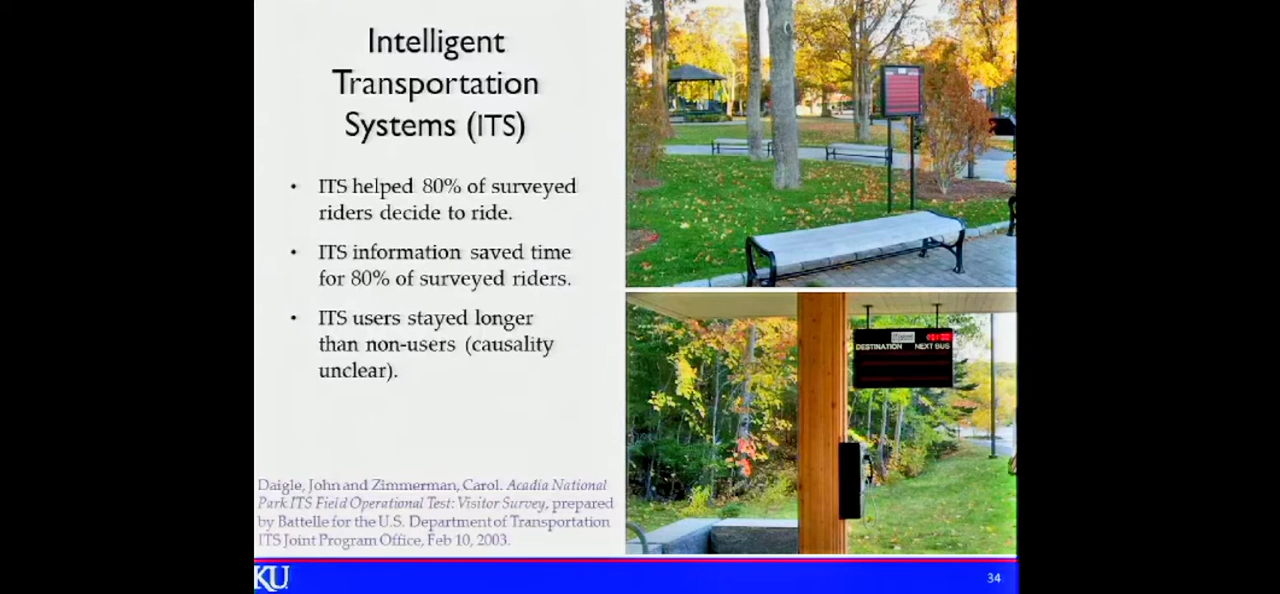 Intelligent
Transportation
Systems (ITS)
• ITS helped 80% of surveyed
riders decide to ride.
• ITS information saved time
for 80% of surveyed riders.
• ITS users stayed longer
than non-users (causality
unclear).
Daigle, John and Zimmerman, Carol. Acadia National
Park ITS Field Operational Test: Visitor Survey, prepared
by Battelle for the U.S. Department of Transportation
ITS Joint Program Office, Feb 10, 2003.
DESTINATION NEXT BUS
KU
34